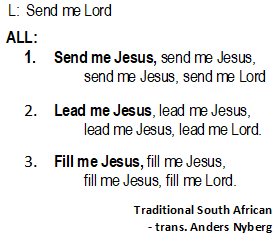 L: Send me Lord
ALL:
1. Send me Jesus, send me Jesus,
send me Jesus, send me Lord
2. Lead me Jesus, lead me Jesus,
lead me Jesus, lead me Lord.
3. Fill me Jesus, fill me Jesus,
fill me Jesus, fill me Lord.
Traditional South African
- trans. Anders Nyberg